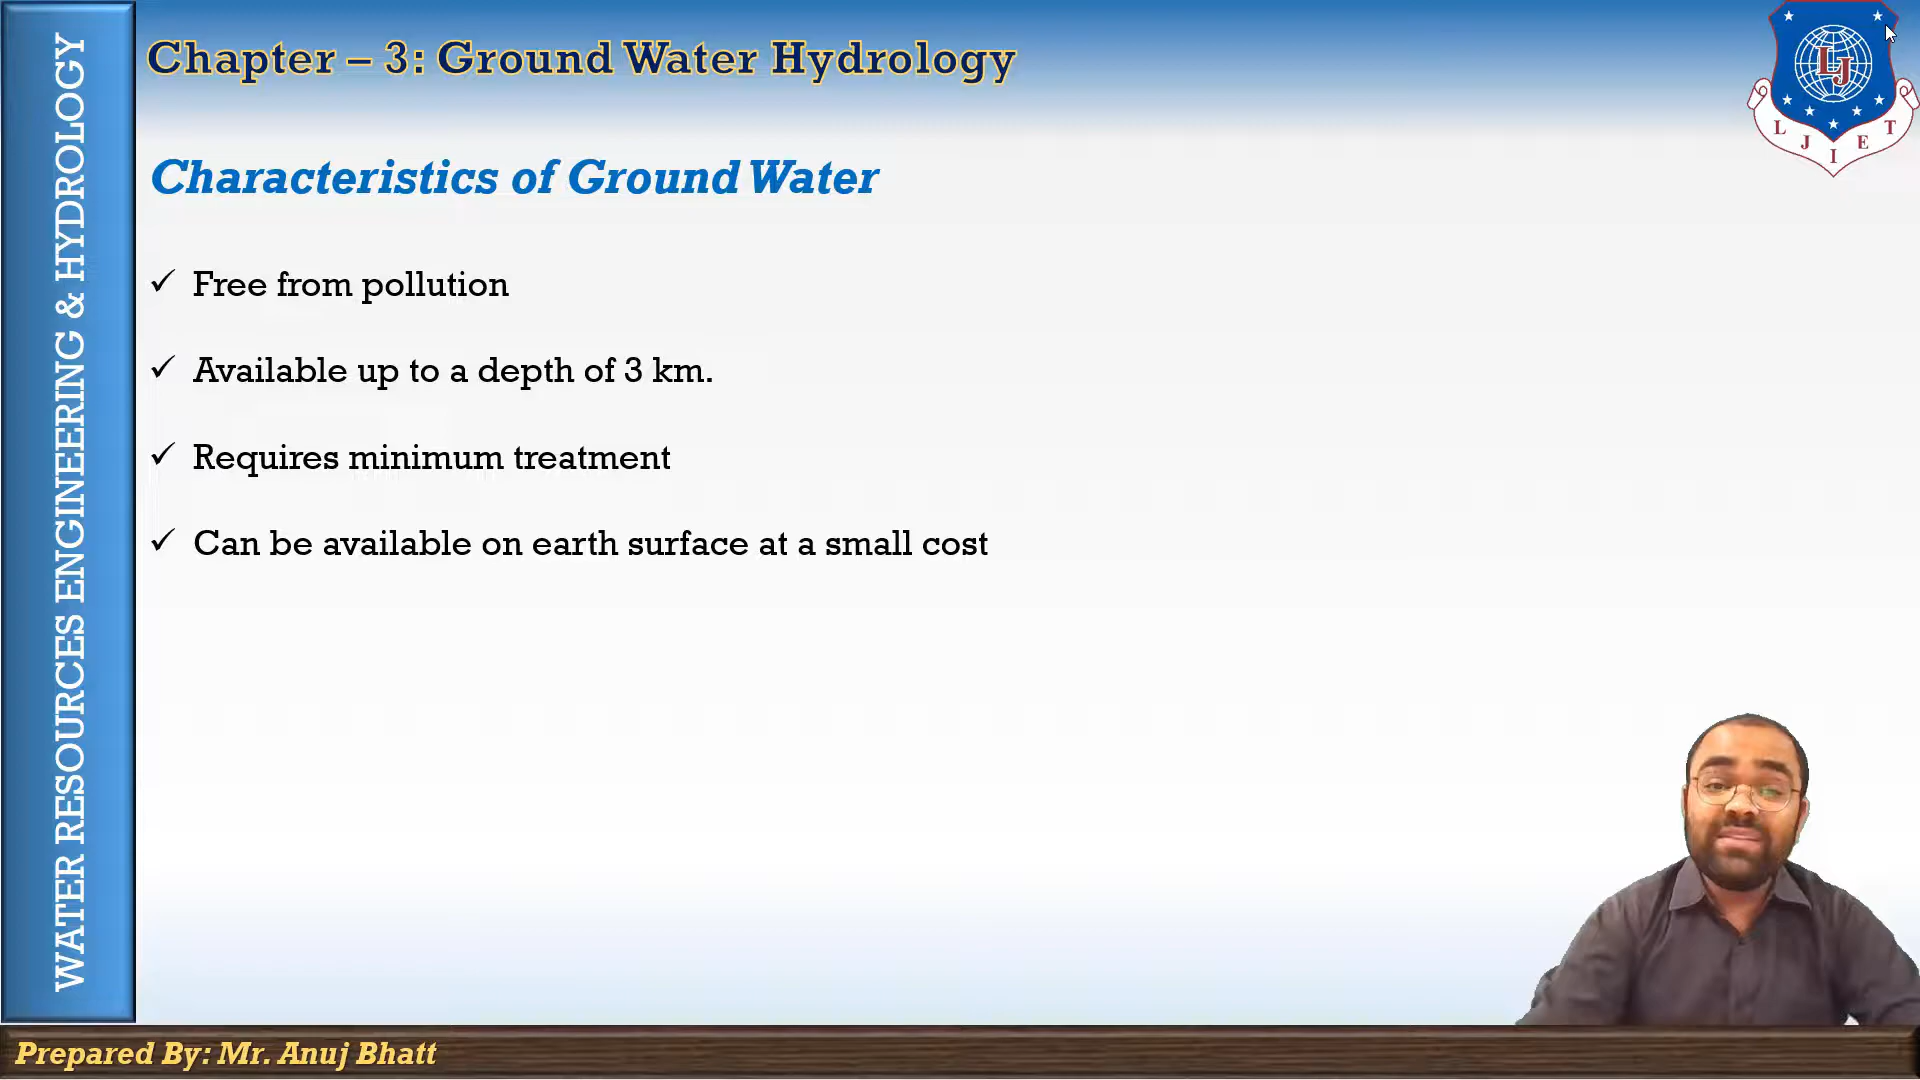 WATER RESOURCES ENGINEERING & HYDROLOGY
Chapter – 3: Ground Water Hydrology
LJ
L J I E T
Characteristics of Ground Water
✓ Free from pollution
✓ Available up to a depth of 3 km.
✓ Requires minimum treatment
✓ Can be available on earth surface at a small cost
Prepared By: Mr. Anuj Bhatt